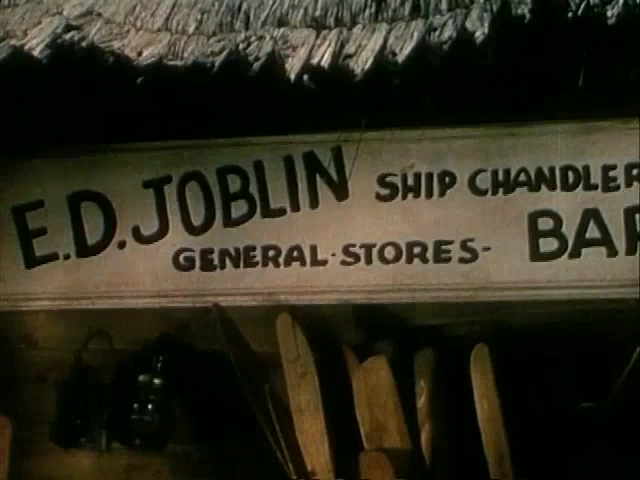 E.D. JOBLIN SHIP CHANDLER
GENERAL-STORES- BAR